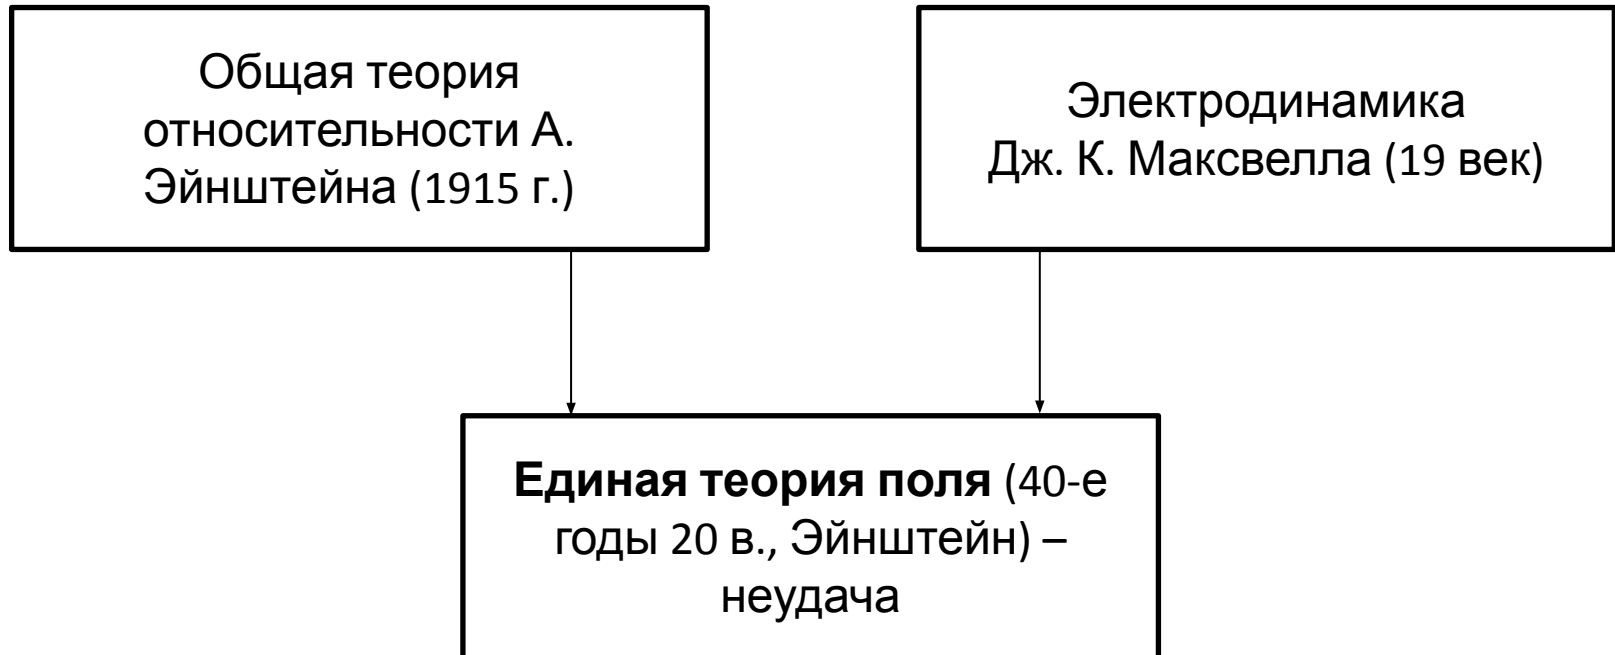 Общая теория
относительности А.
Эйнштейна (1915 г.)
Электродинамика
Дж. К. Максвелла (19 век)
Единая теория поля (40-е
годы 20 в., Эйнштейн) –
неудача